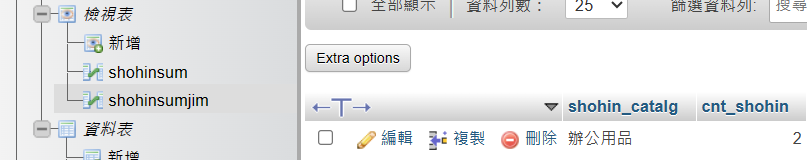 檢視表
新增
shohinsum
shohinsumjim
資料表
新增
全部顯示
資料列數：
25
篩選資料列:
搜尋
Extra options
shohin_catalg
cnt_shohin
編輯
複製
刪除
辦公用品
2